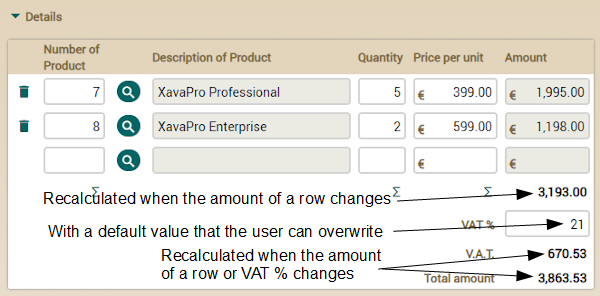 Details
Number of
Product
Description of Product
Quantity
Price per unit
Amount
7
XavaPro Professional
5
€ 399.00
€ 1,995.00
8
XavaPro Enterprise
2
€ 599.00
€ 1,198.00
€
€
Σ
Σ
Σ
Recalculated when the amount of a row changes
3,193.00
With a default value that the user can overwrite
VAT %
21
Recalculated when the amount
of a row or VAT % changes
V.A.T.
670.53
Total amount
3,863.53